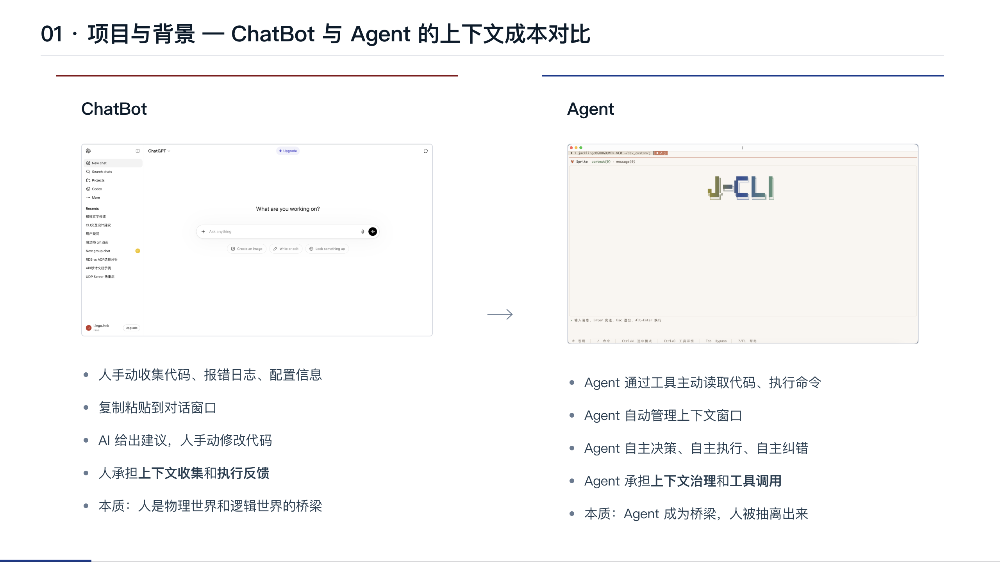 01 · 项目与背景 — ChatBot 与 Agent 的上下文成本对比
ChatBot
ChatGPT
Upgrade
New chat
Search chats
Projects
Codex
More
Recents
横幅文字修改
CLI交互设计建议
用户疑问
魔法师 gif 动画
New group chat
RDB vs AOF选择分析
API设计文档示例
UDP Server 热重启
LingoJack
Free
Upgrade
What are you working on?
Ask anything
Create an image
Write or edit
Look something up
人手动收集代码、报错日志、配置信息
复制粘贴到对话窗口
AI 给出建议，人手动修改代码
人承担上下文收集和执行反馈
本质：人是物理世界和逻辑世界的桥梁
Agent
j
1.jacklingo@GOUGOUWEN-MC0:~/dev_custom/j
2.j
Sprite context(0) · message(0)
J-CLI
> 输入消息，Enter 发送，Esc 退出，Alt+Enter 换行
@ 引用 / 命令 Ctrl+M 选中模式 Ctrl+O 工具详情 Tab Bypass ?/F1 帮助
Agent 通过工具主动读取代码、执行命令
Agent 自动管理上下文窗口
Agent 自主决策、自主执行、自主纠错
Agent 承担上下文治理和工具调用
本质：Agent 成为桥梁，人被抽离出来